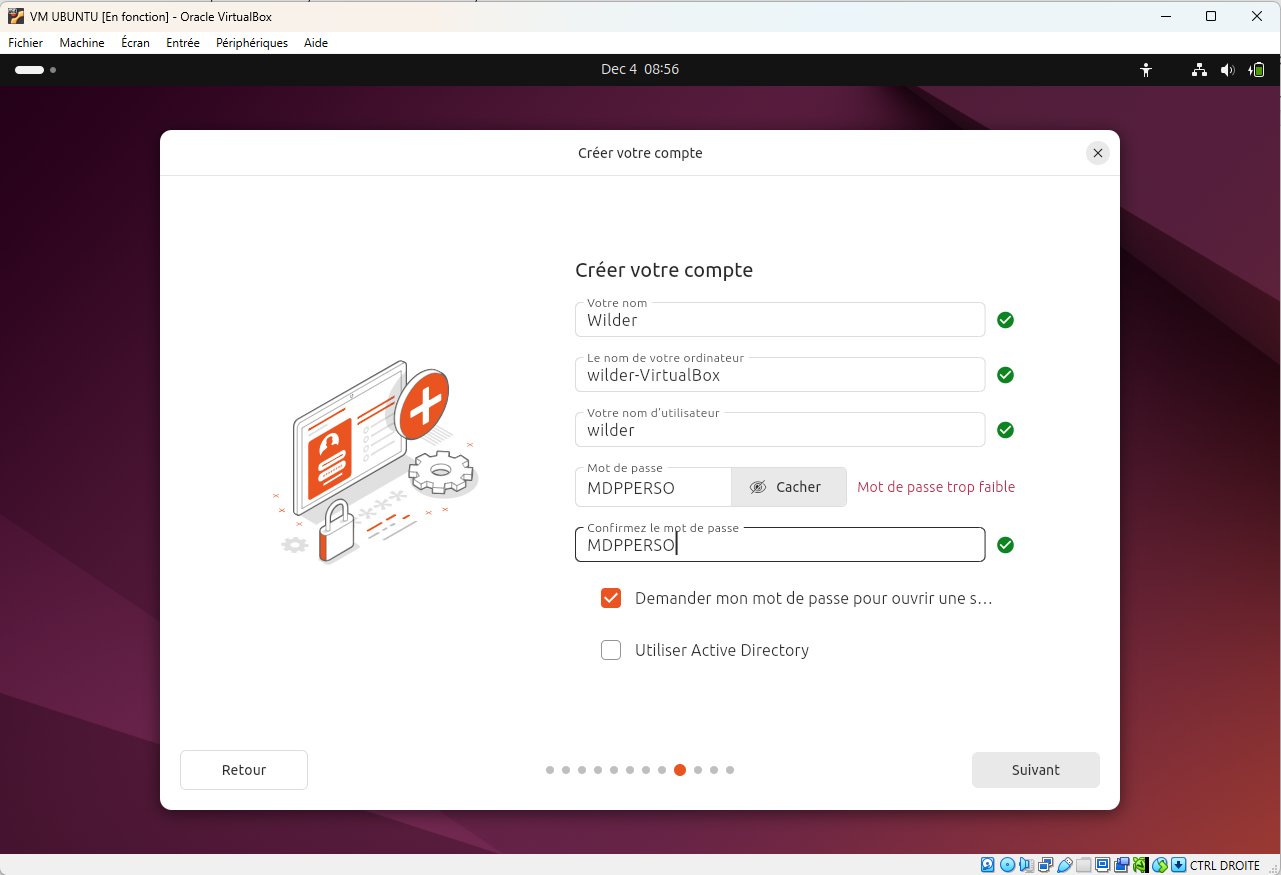 VM UBUNTU [En fonction] - Oracle VirtualBox
Fichier Machine Écran Entrée Périphériques Aide
Dec 4 08:56
Créer votre compte
Créer votre compte
Votre nom
Wilder
Le nom de votre ordinateur
wilder-VirtualBox
Votre nom d'utilisateur
wilder
Mot de passe
MDPPERSO Cacher Mot de passe trop faible
Confirmez le mot de passe
MDPPERSO
Demander mon mot de passe pour ouvrir une s…
Utiliser Active Directory
Retour Suivant
CTRL DROITE